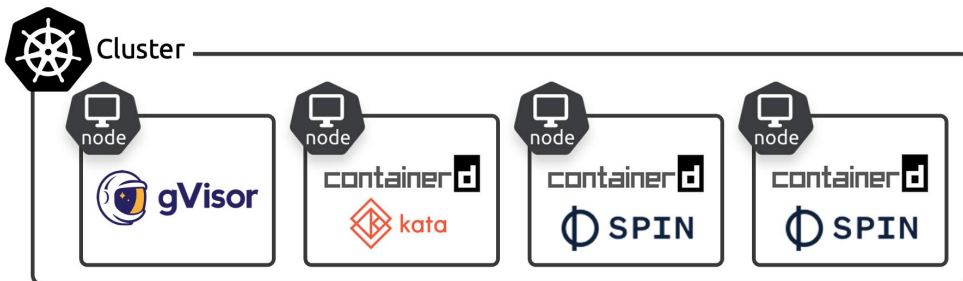 Cluster
node
gVisor
node
containerd
kata
node
containerd
SPIN
node
containerd
SPIN